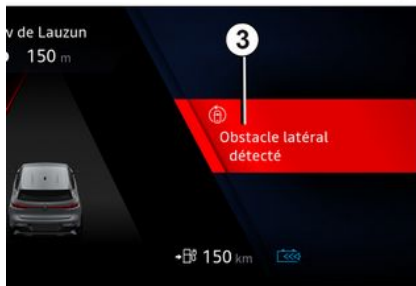 v de Lauzun
150 m
3
Obstacle latéral
détecté
150 km